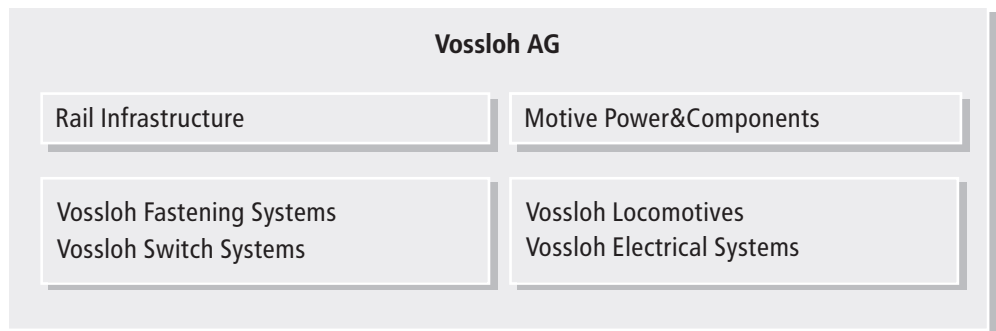 Vossloh AG
Rail Infrastructure
Motive Power&Components
Vossloh Fastening Systems
Vossloh Switch Systems
Vossloh Locomotives
Vossloh Electrical Systems